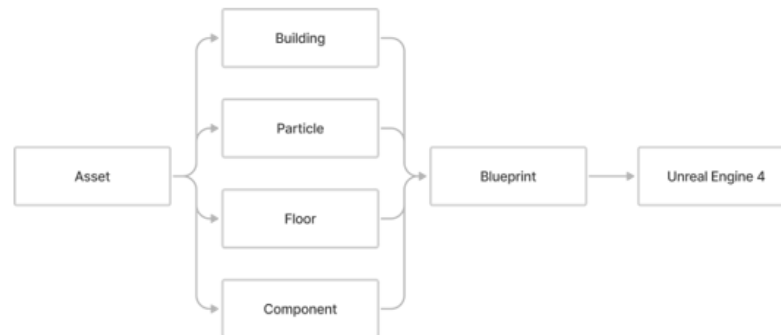 Building
Particle
Asset
Blueprint
Unreal Engine 4
Floor
Component